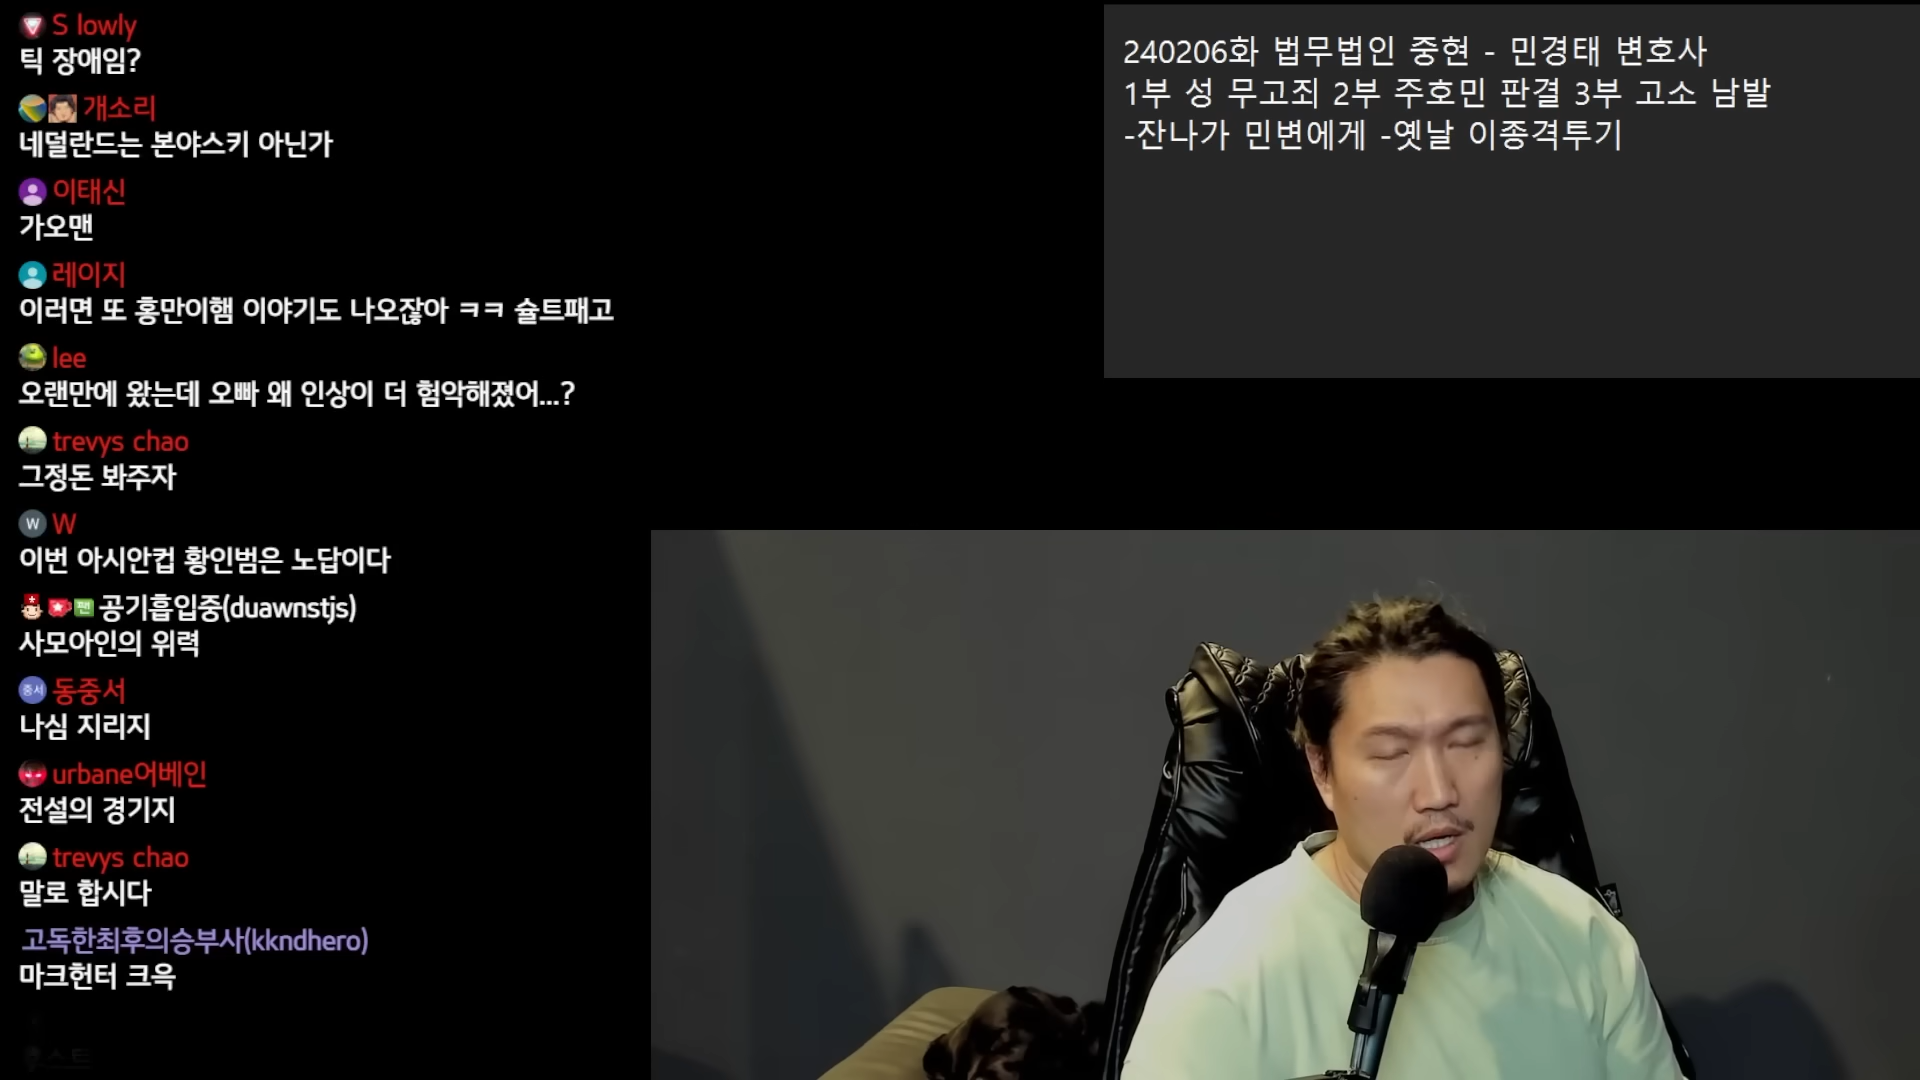 S lowly
틱 장애임?
개소리
네덜란드는 본야스키 아닌가
이태신
가오맨
레이지
이러면 또 홍만이햄 이야기도 나오잖아 ㅋㅋ 슐트패고
lee
오랜만에 왔는데 오빠 왜 인상이 더 험악해졌어...?
trevys chao
그정돈 봐주자
W W
이번 아시안컵 황인범은 노답이다
팬 공기흡입중(duawnstjs)
사모아인의 위력
중서 동중서
나심 지리지
urbane어베인
전설의 경기지
trevys chao
말로 합시다
고독한최후의승부사(kkndhero)
마크헌터 크윽
240206화 법무법인 중현 - 민경태 변호사
1부 성 무고죄 2부 주호민 판결 3부 고소 남발
-잔나가 민변에게 -옛날 이종격투기